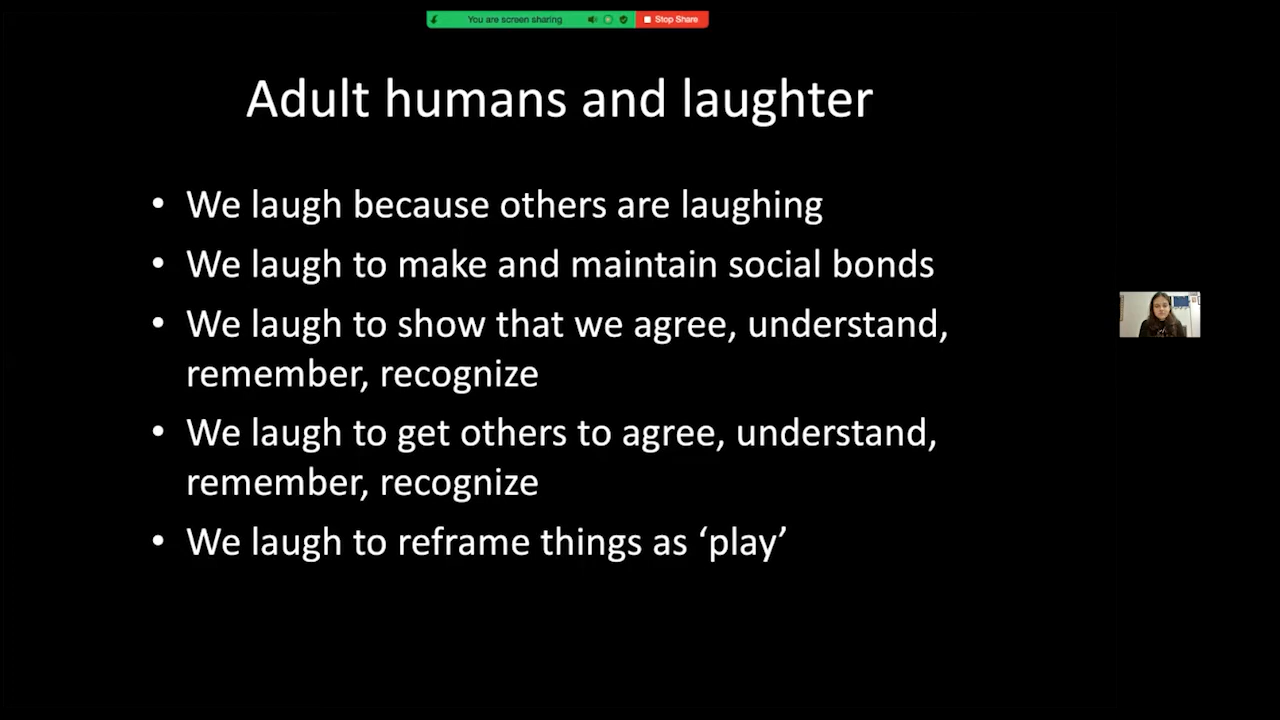 You are screen sharing
Stop Share
Adult humans and laughter
• We laugh because others are laughing
• We laugh to make and maintain social bonds
• We laugh to show that we agree, understand,
remember, recognize
• We laugh to get others to agree, understand,
remember, recognize
• We laugh to reframe things as ‘play’